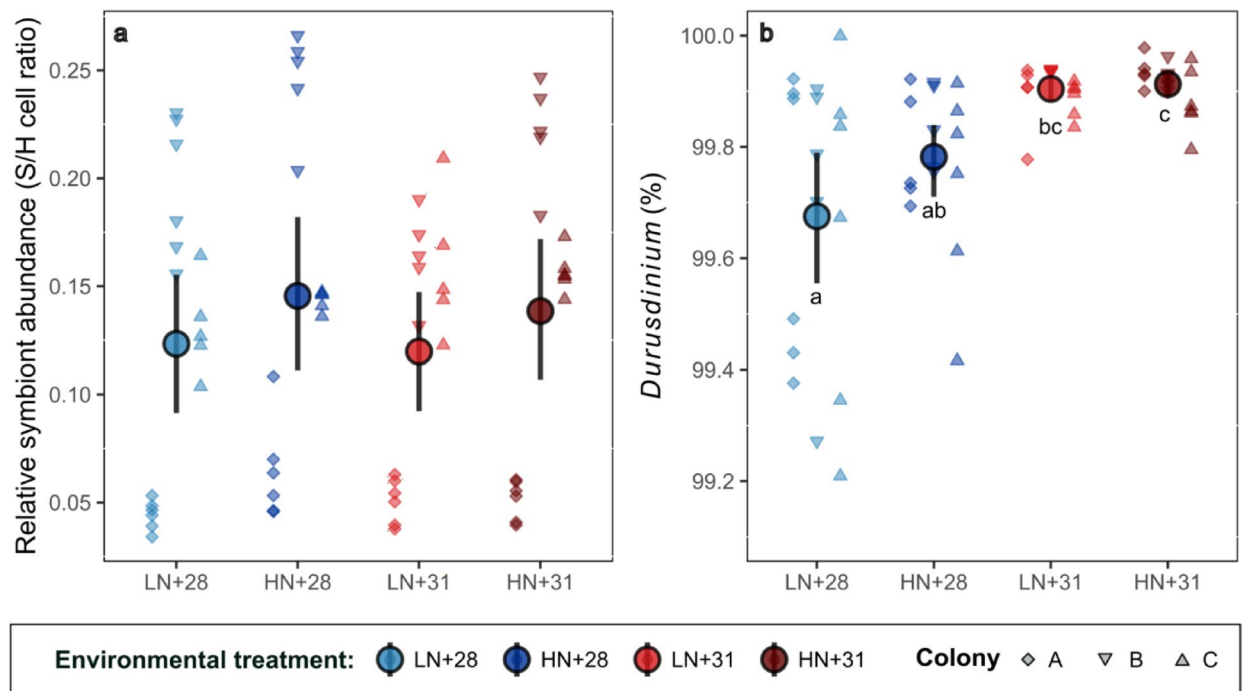 a
Relative symbiont abundance (S/H cell ratio)
0.25
0.20
0.15
0.10
0.05
LN+28 HN+28 LN+31 HN+31
b
Durusdinium (%)
100.0
99.8
99.6
99.4
99.2
a
ab
bc
c
LN+28 HN+28 LN+31 HN+31
Environmental treatment: LN+28 HN+28 LN+31 HN+31 Colony A B C